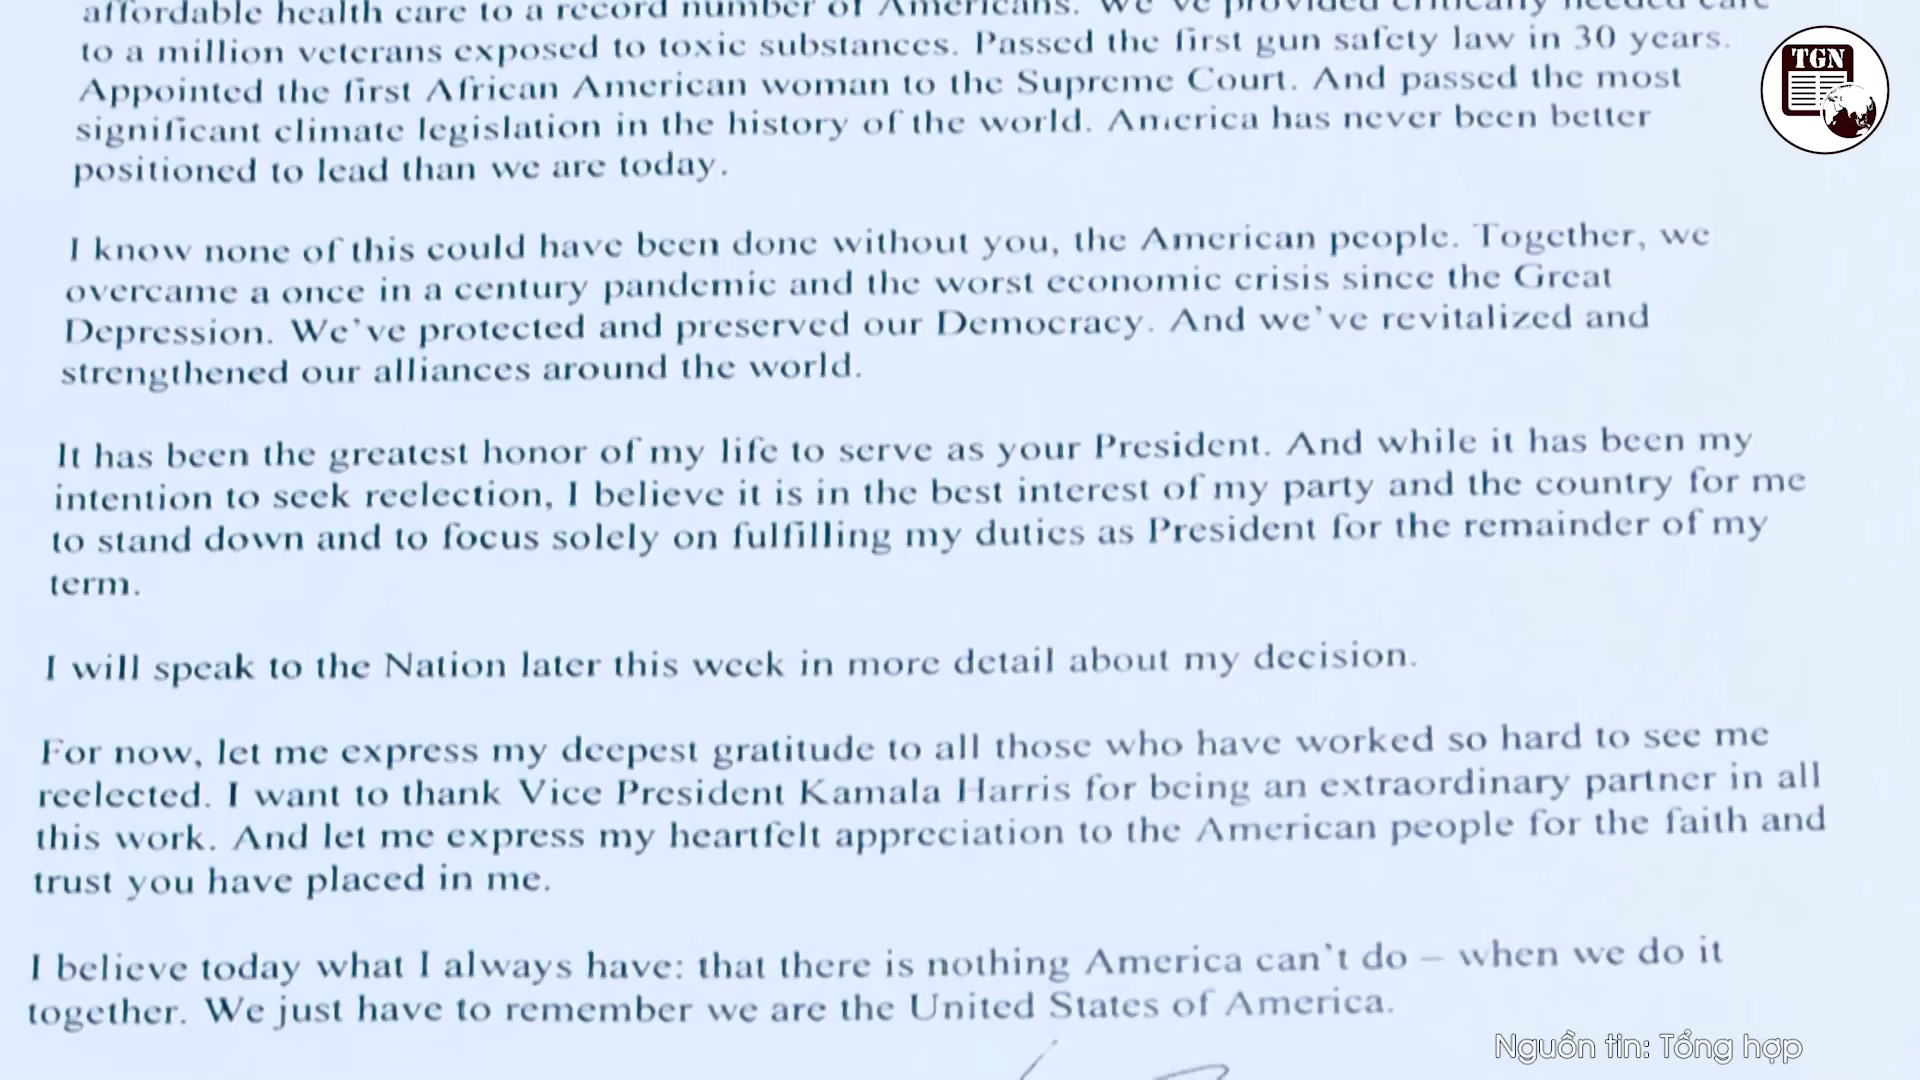 affordable health care to a record number of Americans. We've provided critically needed care
to a million veterans exposed to toxic substances. Passed the first gun safety law in 30 years.
Appointed the first African American woman to the Supreme Court. And passed the most
significant climate legislation in the history of the world. America has never been better
positioned to lead than we are today.
I know none of this could have been done without you, the American people. Together, we
overcame a once in a century pandemic and the worst economic crisis since the Great
Depression. We've protected and preserved our Democracy. And we've revitalized and
strengthened our alliances around the world.
It has been the greatest honor of my life to serve as your President. And while it has been my
intention to seek reelection, I believe it is in the best interest of my party and the country for me
to stand down and to focus solely on fulfilling my duties as President for the remainder of my
term.
I will speak to the Nation later this week in more detail about my decision.
For now, let me express my deepest gratitude to all those who have worked so hard to see me
reelected. I want to thank Vice President Kamala Harris for being an extraordinary partner in all
this work. And let me express my heartfelt appreciation to the American people for the faith and
trust you have placed in me.
I believe today what I always have: that there is nothing America can't do – when we do it
together. We just have to remember we are the United States of America.
TGN
Nguồn tin: Tổng hợp